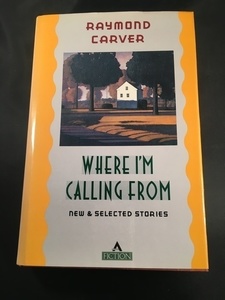 RAYMOND
CARVER
WHERE I'M
CALLING FROM
NEW & SELECTED STORIES
FICTION